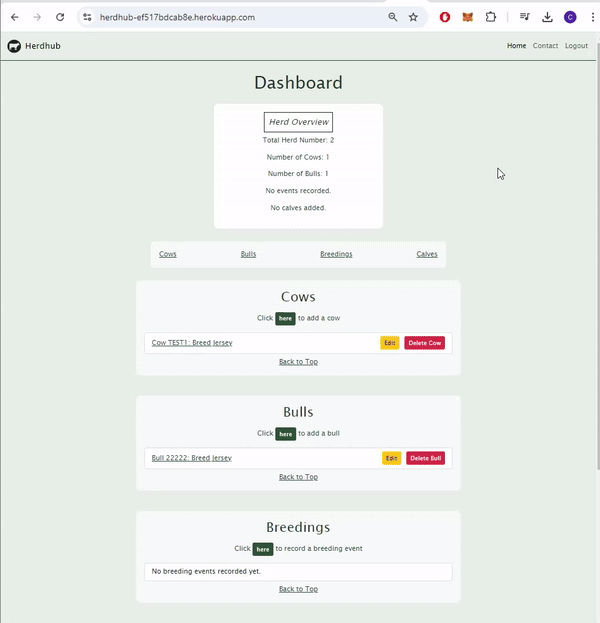 herdhub-ef517bdcab8e.herokuapp.com
C
Herdhub
Home Contact Logout
Dashboard
Herd Overview
Total Herd Number: 2
Number of Cows: 1
Number of Bulls: 1
No events recorded.
No calves added.
Cows Bulls Breedings Calves
Cows
Click here to add a cow
Cow TEST1: Breed Jersey Edit Delete Cow
Back to Top
Bulls
Click here to add a bull
Bull 22222: Breed Jersey Edit Delete Bull
Back to Top
Breedings
Click here to record a breeding event
No breeding events recorded yet.
Back to Top